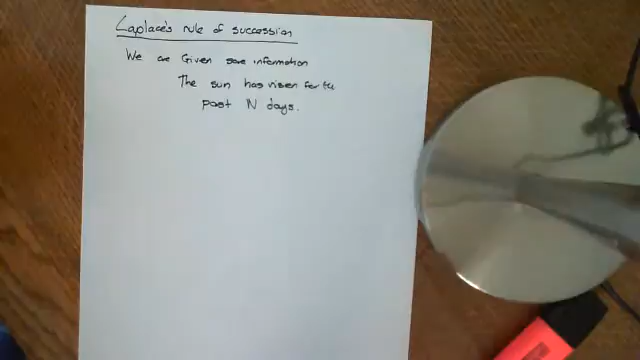 Laplace's rule of succession
We are Given some information
The sun has risen for the
past N days.